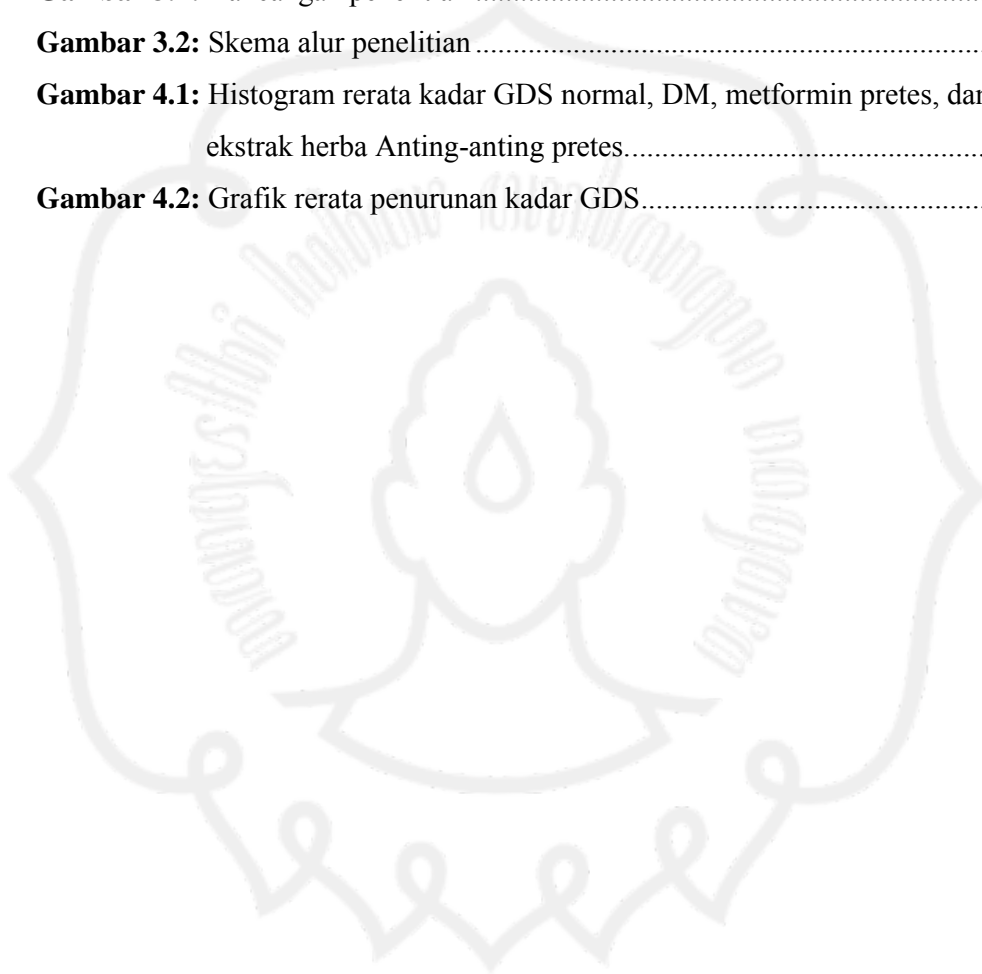 Gambar 3.2: Skema alur penelitian
Gambar 4.1: Histogram rerata kadar GDS normal, DM, metformin pretes, dan
ekstrak herba Anting-anting pretes
Gambar 4.2: Grafik rerata penurunan kadar GDS